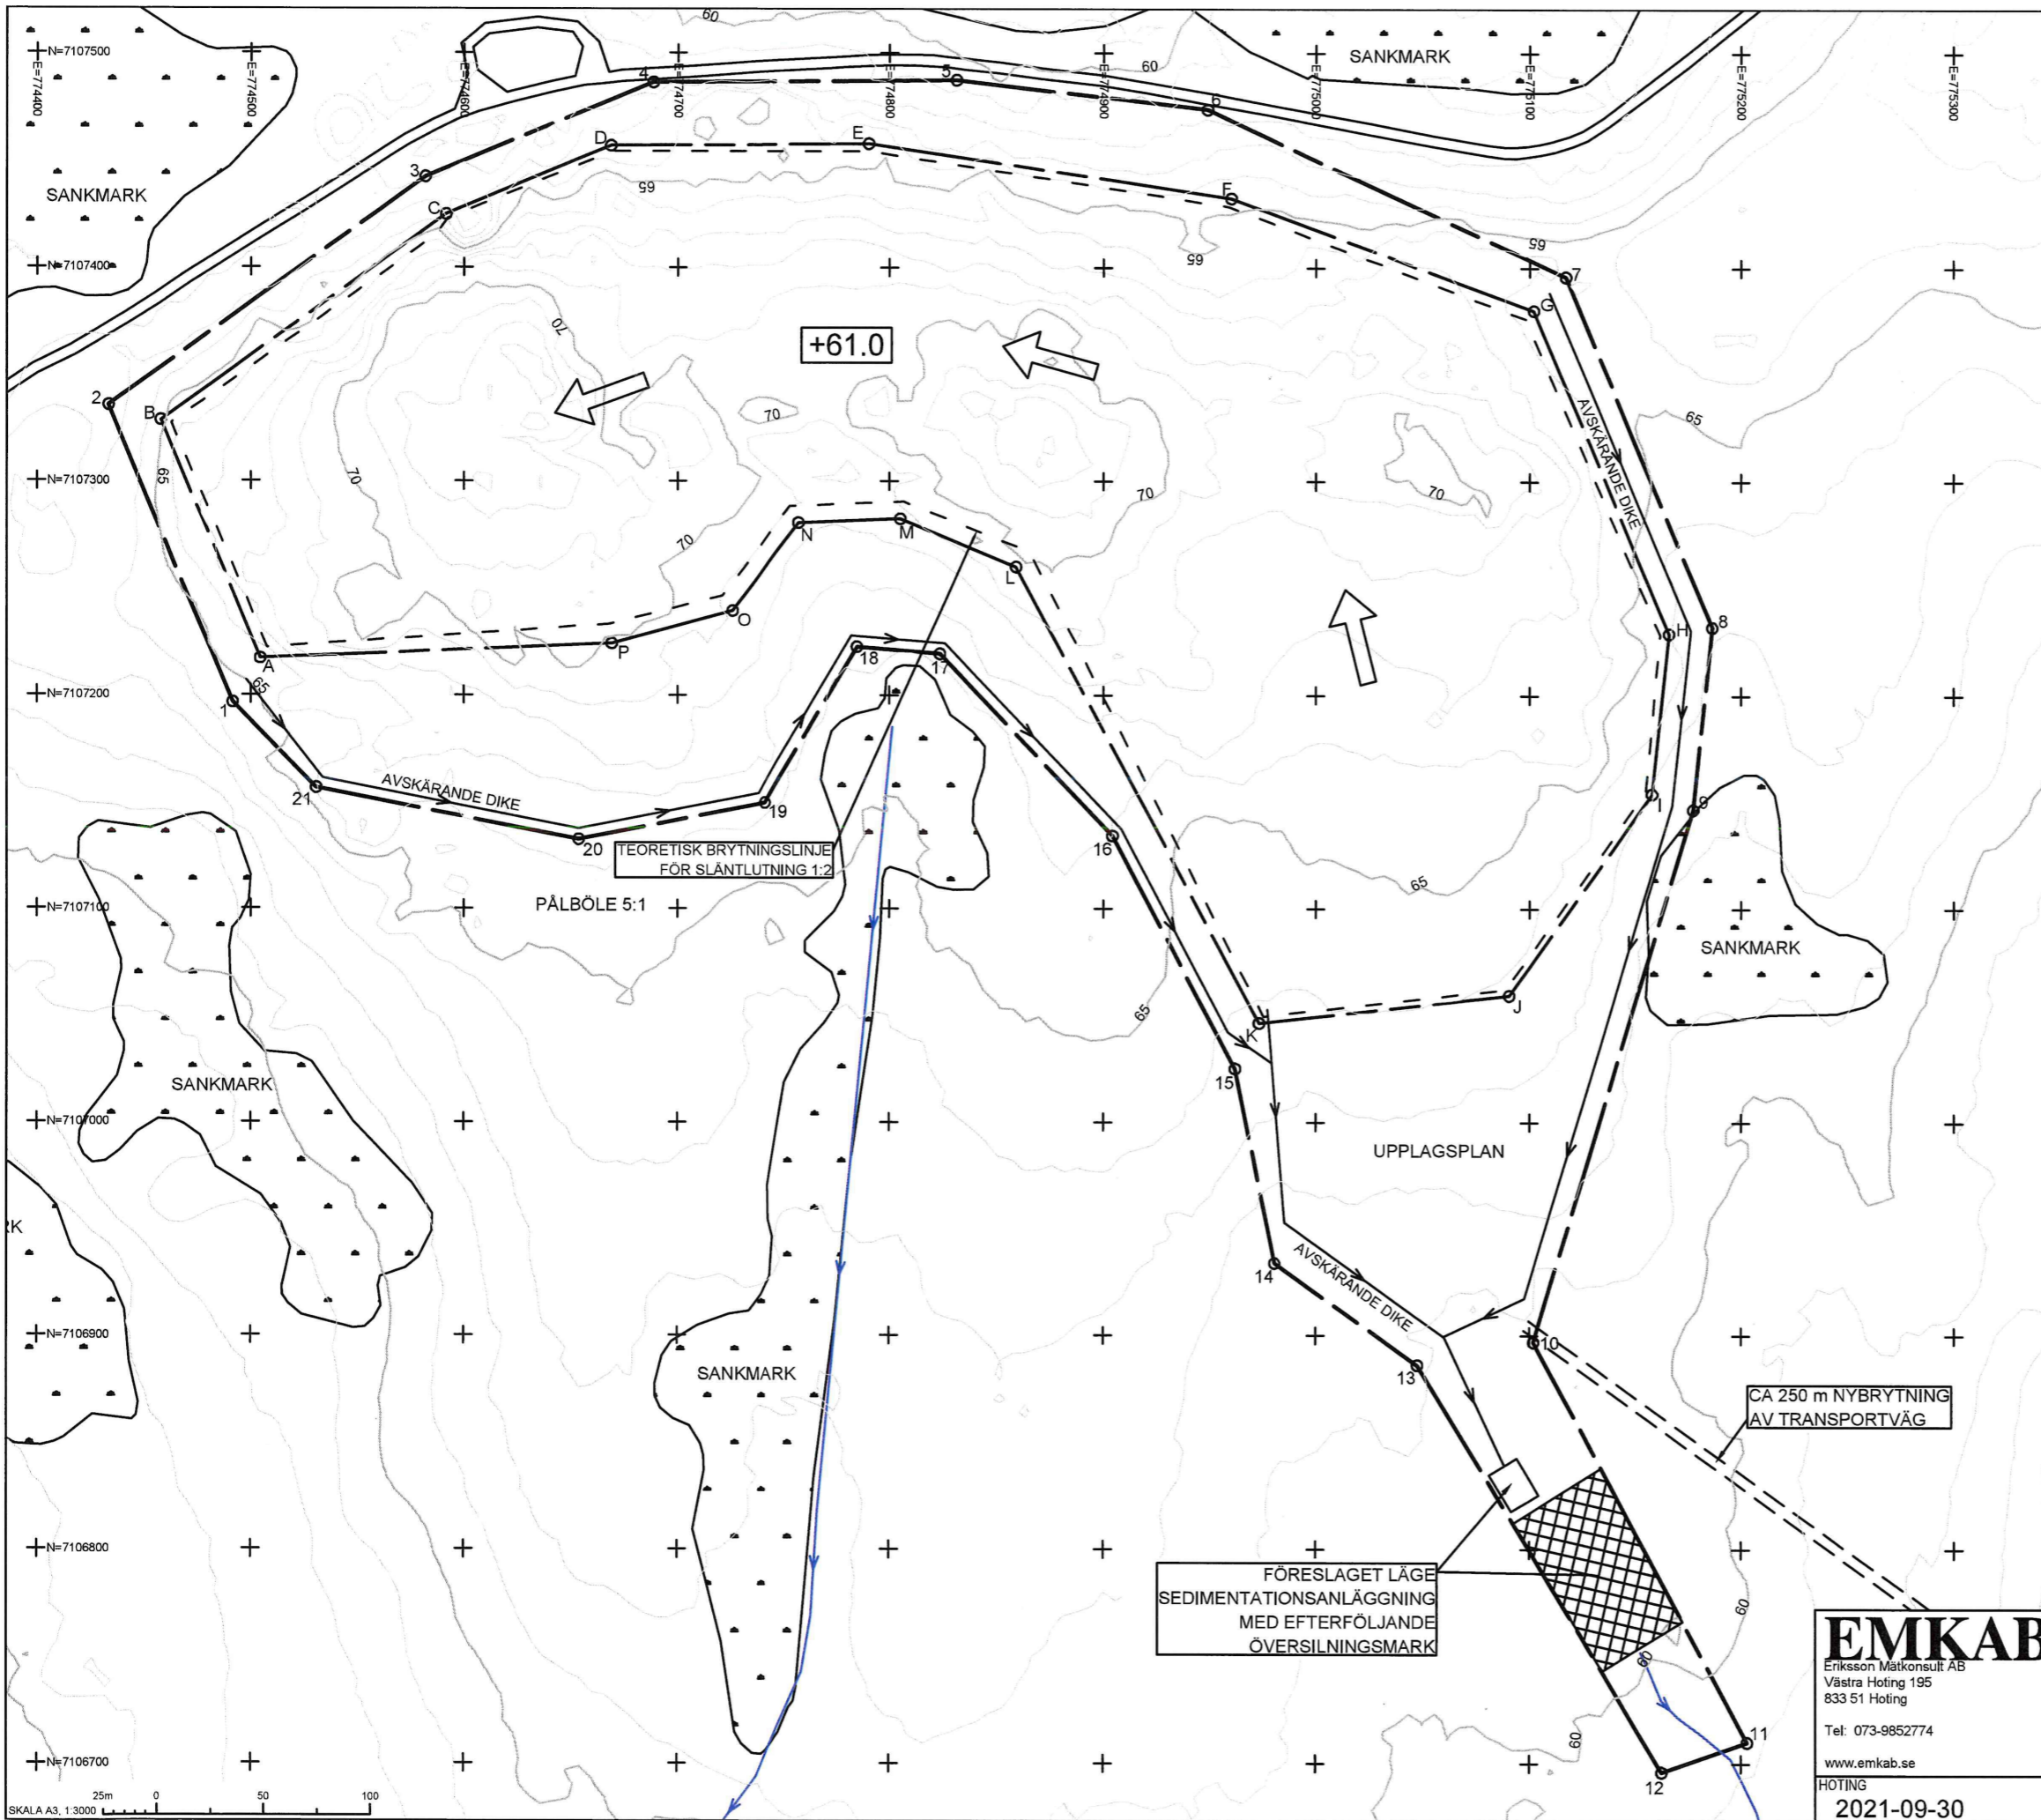 60
N=7107500
E=774400
E=774500
E=774600
E=774700
E=774800
E=774900
E=775000
E=775100
E=775200
E=775300
SANKMARK
4
5
60
6
D
E
3
SANKMARK
65
C
F
65
65
N=7107400
7
G
70
+61.0
2
B
70
65
AVSKÄRANDE DIKE
65
N=7107300
70
70
70
N
M
70
L
O
H
8
A
P
18
17
65
N=7107200
1
21
AVSKÄRANDE DIKE
19
I
9
20
16
TEORETISK BRYTNINGSLINJE
FÖR SLÄNTLUTNING 1:2
65
PÅLBÖLE 5:1
N=7107100
SANKMARK
J
65
K
15
SANKMARK
N=7107000
UPPLAGSPLAN
RK
14
AVSKÄRANDE DIKE
N=7106900
10
SANKMARK
13
CA 250 m NYBRYTNING
AV TRANSPORTVÄG
N=7106800
FÖRESLAGET LÄGE
SEDIMENTATIONSANLÄGGNING
MED EFTERFÖLJANDE
ÖVERSILNINGSMARK
60
60
EMKAB
Eriksson Mätkonsult AB
Västra Hoting 195
833 51 Hoting
Tel: 073-9852774
www.emkab.se
60
11
12
N=7106700
HOTING
2021-09-30
SKALA A3, 1:3000
25m
0
50
100